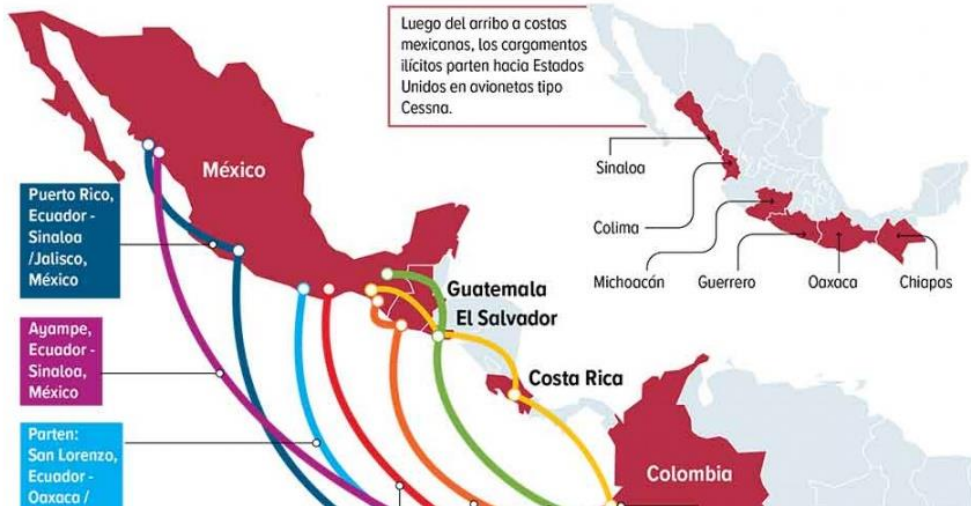 Luego del arribo a costas
mexicanas, los cargamentos
ilícitos parten hacia Estados
Unidos en avionetas tipo
Cessna.
México
Sinaloa
Colima
Michoacán
Guerrero
Oaxaca
Chiapas
Puerto Rico,
Ecuador -
Sinaloa
/Jalisco,
México
Guatemala
El Salvador
Ayampe,
Ecuador -
Sinaloa,
México
Costa Rica
Parten:
San Lorenzo,
Ecuador -
Oaxaca /
Colombia